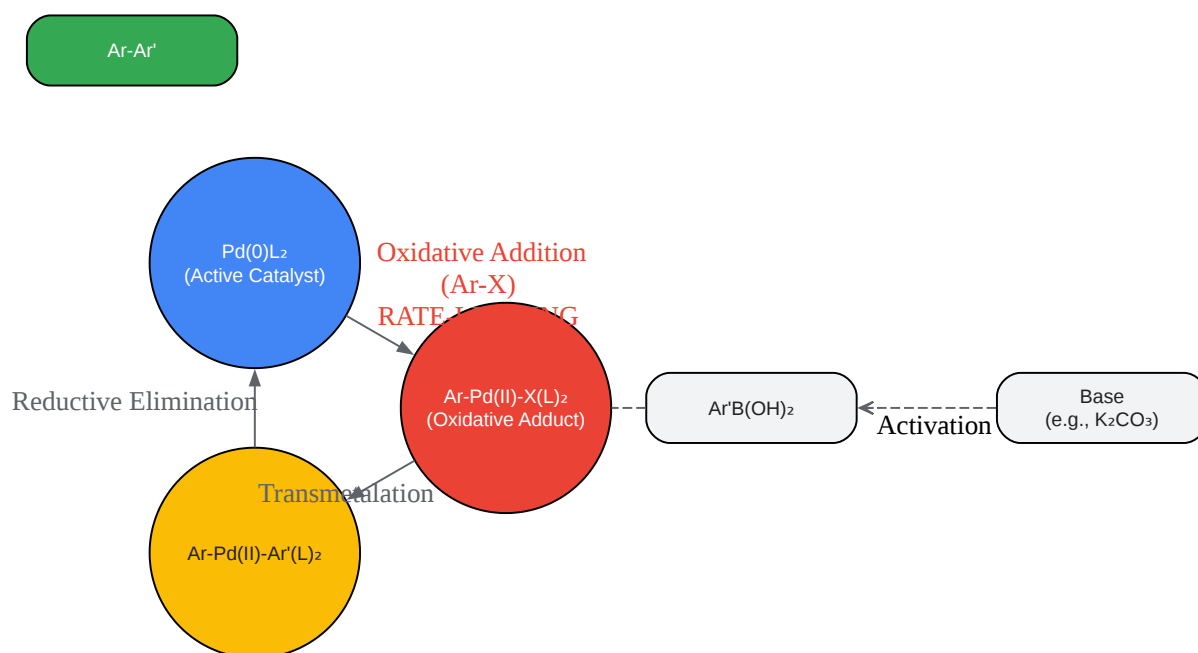 Ar-Ar'
Pd(0)L₂
(Active Catalyst)
Oxidative Addition
(Ar-X)
Ar-Pd(II)-X(L)₂
(Oxidative Adduct)
Ar'B(OH)₂
Base
(e.g., K₂CO₃)
Activation
Reductive Elimination
Transmetalation
Ar-Pd(II)-Ar'(L)₂